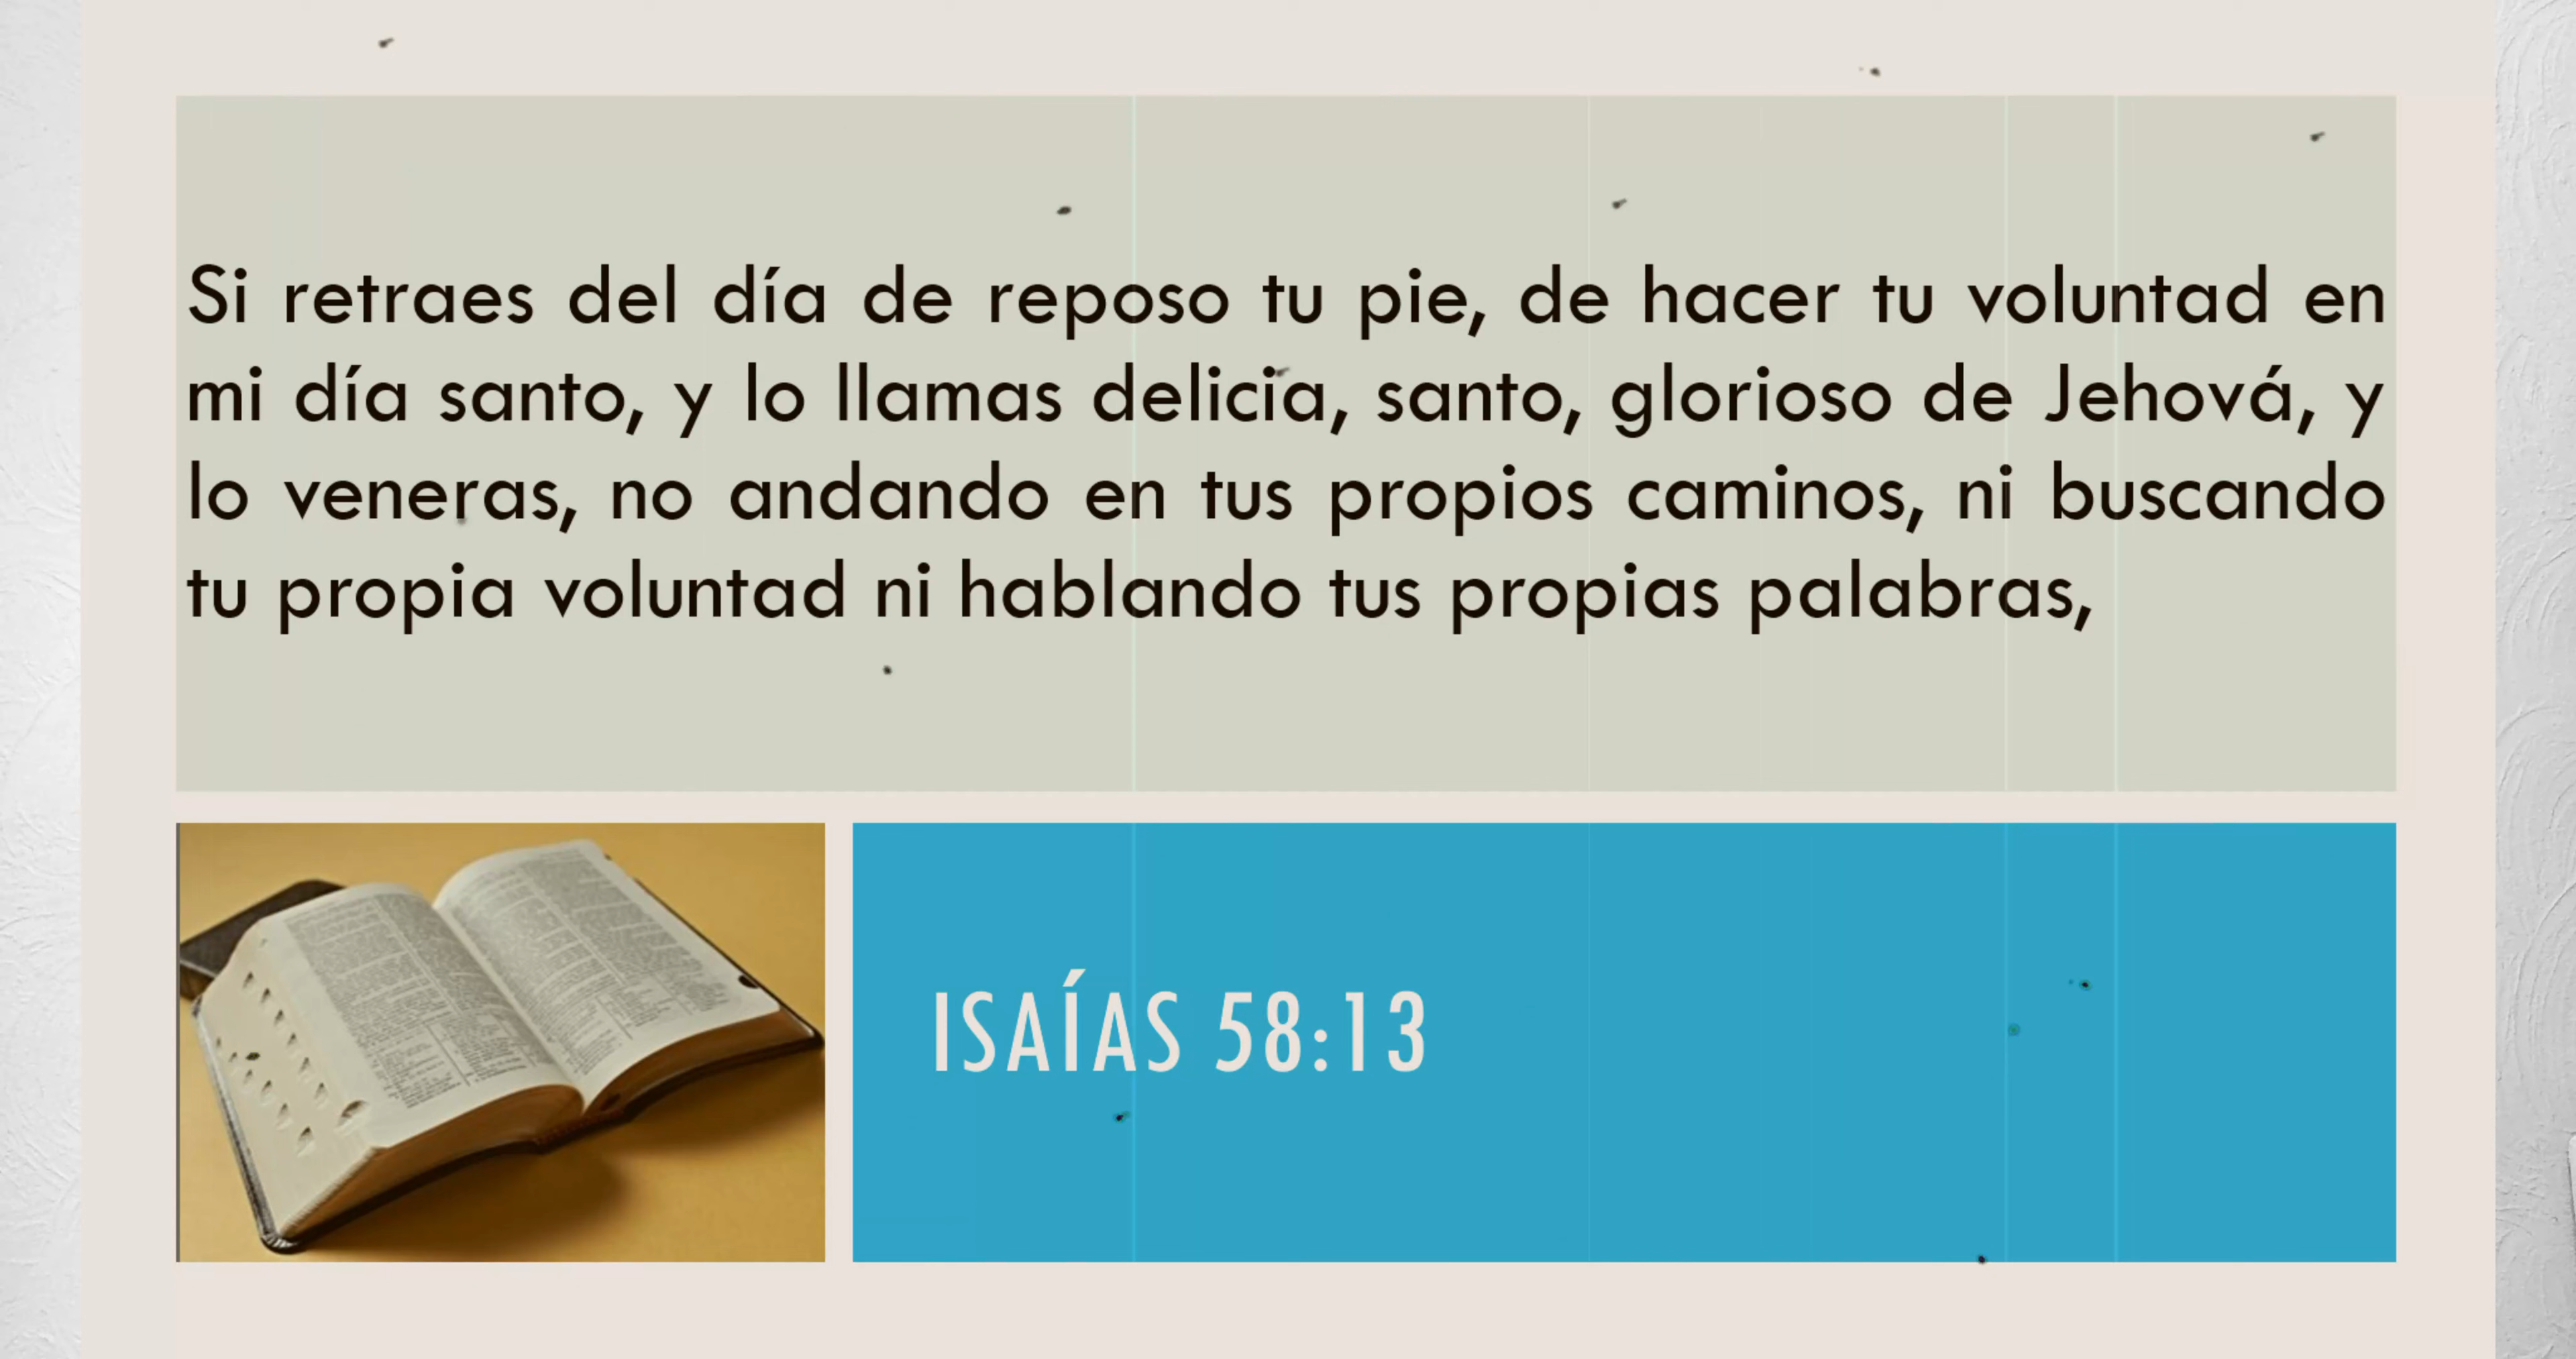 Si retraes del día de reposo tu pie, de hacer tu voluntad en
mi día santo, y lo llamas delicia, santo, glorioso de Jehová, y
lo veneras, no andando en tus propios caminos, ni buscando
tu propia voluntad ni hablando tus propias palabras,
ISAÍAS 58:13